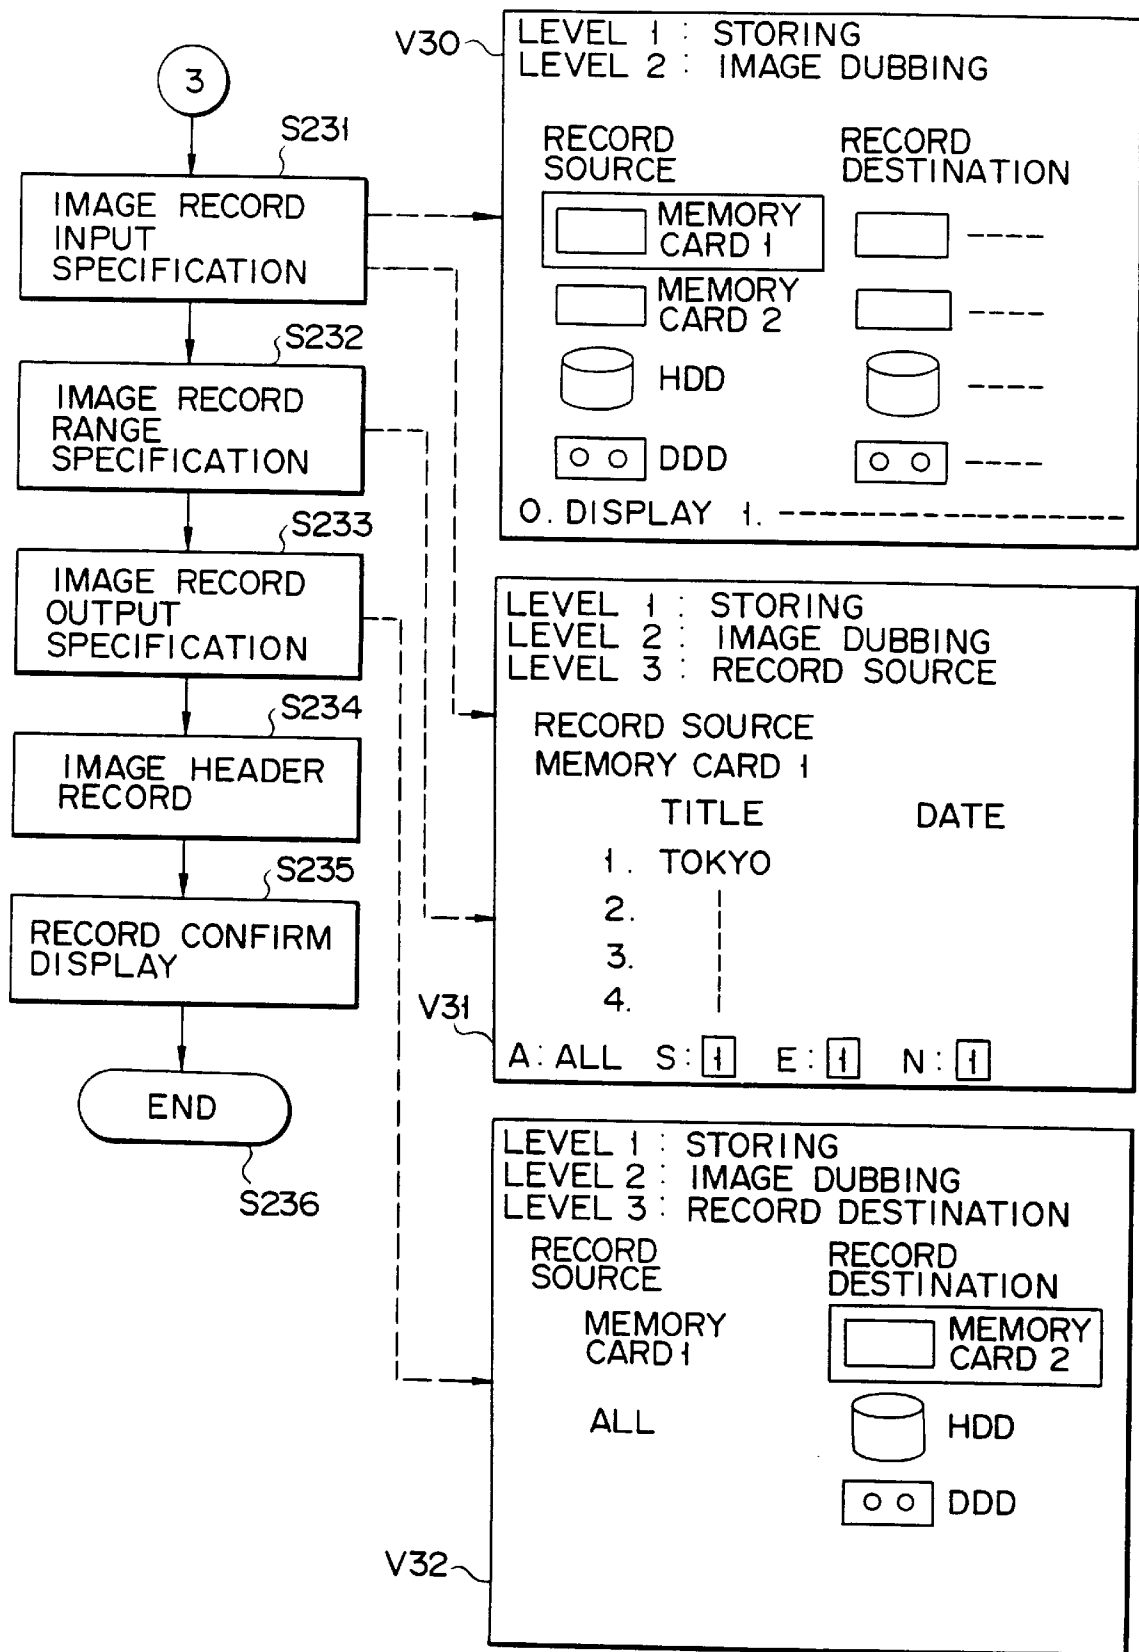 3
S231
IMAGE RECORD
INPUT
SPECIFICATION
S232
IMAGE RECORD
RANGE
SPECIFICATION
S233
IMAGE RECORD
OUTPUT
SPECIFICATION
S234
IMAGE HEADER
RECORD
S235
RECORD CONFIRM
DISPLAY
END
S236
V30
LEVEL 1 : STORING
LEVEL 2 : IMAGE DUBBING
RECORD SOURCE
RECORD DESTINATION
MEMORY CARD 1 ----
MEMORY CARD 2 ----
HDD ----
DDD ----
0. DISPLAY 1. --------------------
V31
LEVEL 1 : STORING
LEVEL 2 : IMAGE DUBBING
LEVEL 3 : RECORD SOURCE
RECORD SOURCE
MEMORY CARD 1
TITLE DATE
1. TOKYO
2.
3.
4.
A : ALL S : 1 E : 1 N : 1
V32
LEVEL 1 : STORING
LEVEL 2 : IMAGE DUBBING
LEVEL 3 : RECORD DESTINATION
RECORD SOURCE
RECORD DESTINATION
MEMORY CARD 1
MEMORY CARD 2
ALL
HDD
DDD